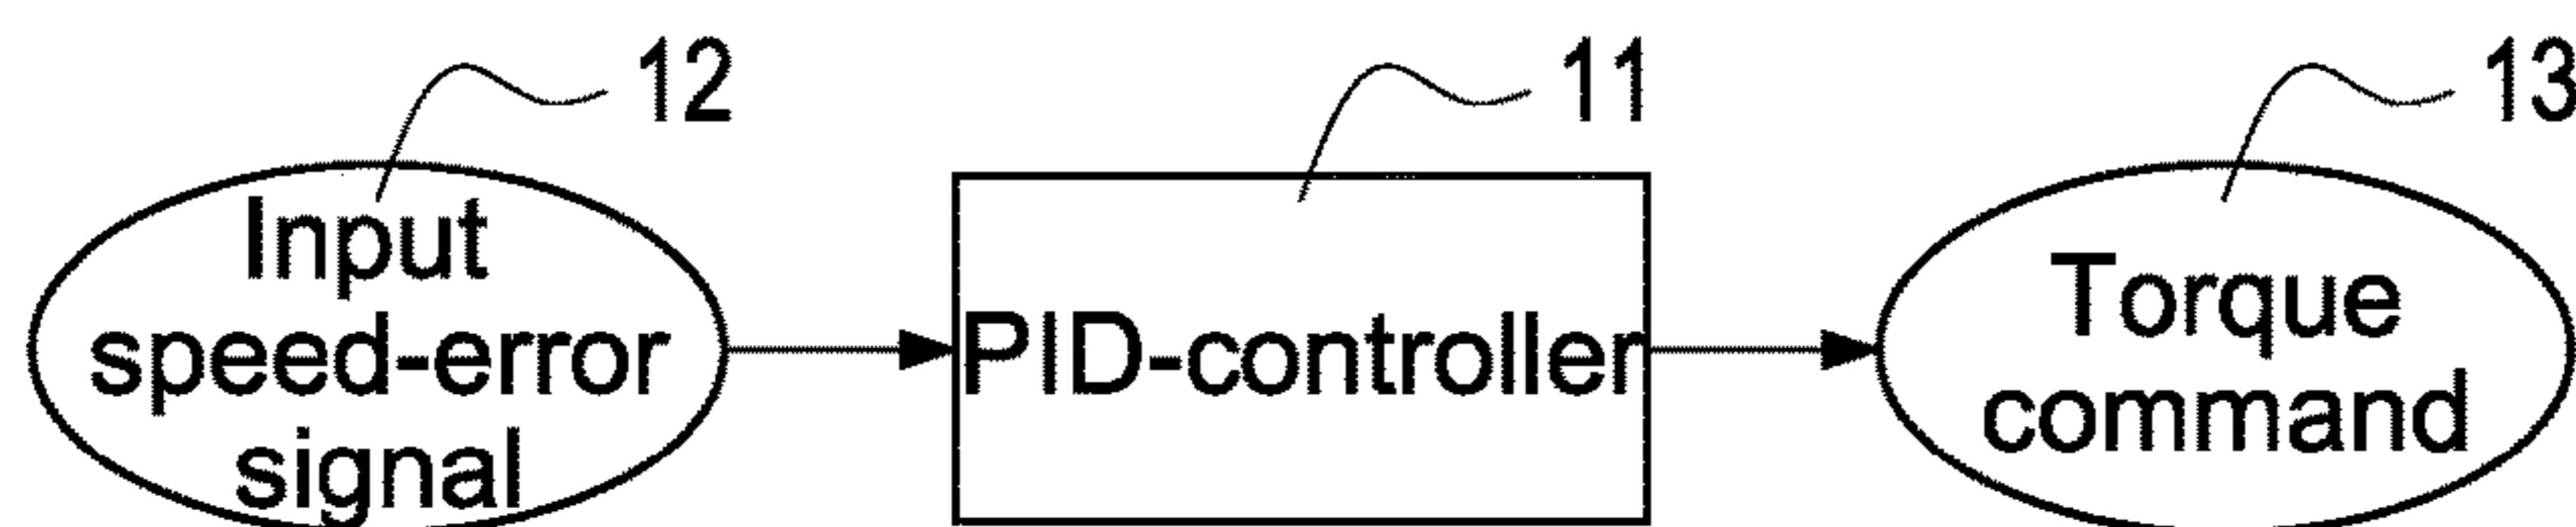 12
11
13
Input
speed-error
signal
PID-controller
Torque
command